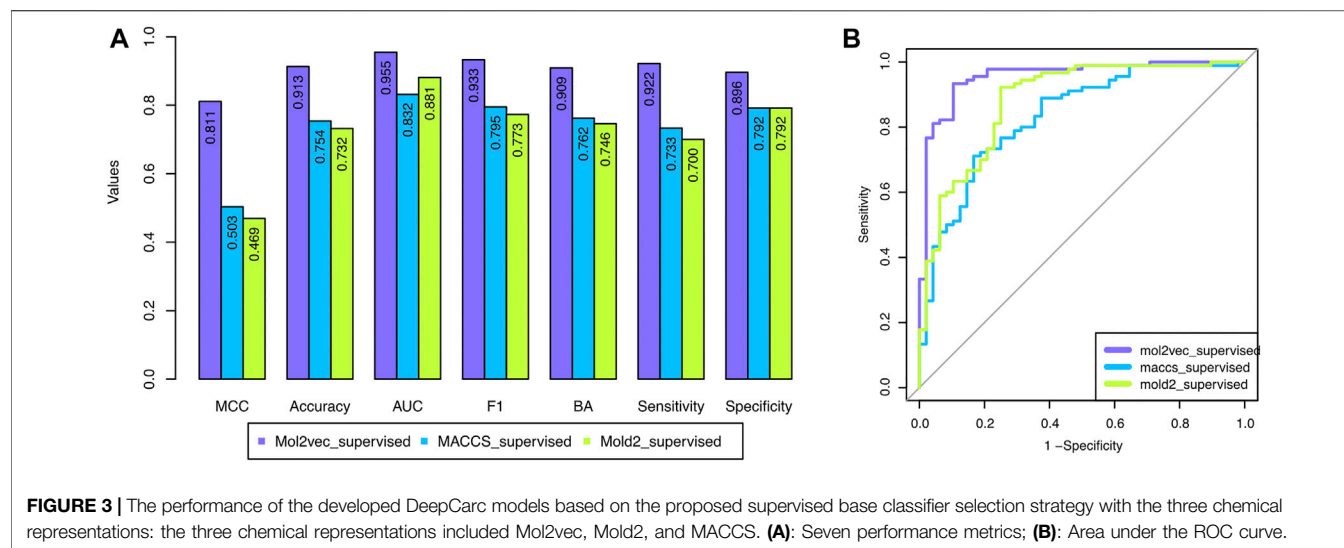 A
B
1.0
0.8
0.6
0.4
0.2
0.0
Values
0.811
0.503
0.469
0.913
0.754
0.732
0.955
0.832
0.881
0.933
0.795
0.773
0.909
0.762
0.746
0.922
0.733
0.700
0.896
0.792
0.792
MCC Accuracy AUC F1 BA Sensitivity Specificity
Mol2vec_supervised MACCS_supervised Mold2_supervised
1.0
0.8
0.6
0.4
0.2
0.0
Sensitivity
mol2vec_supervised
maccs_supervised
mold2_supervised
0.0 0.2 0.4 0.6 0.8 1.0
1 −Specificity
FIGURE 3 | The performance of the developed DeepCarc models based on the proposed supervised base classifier selection strategy with the three chemical
representations: the three chemical representations included Mol2vec, Mold2, and MACCS. (A): Seven performance metrics; (B): Area under the ROC curve.